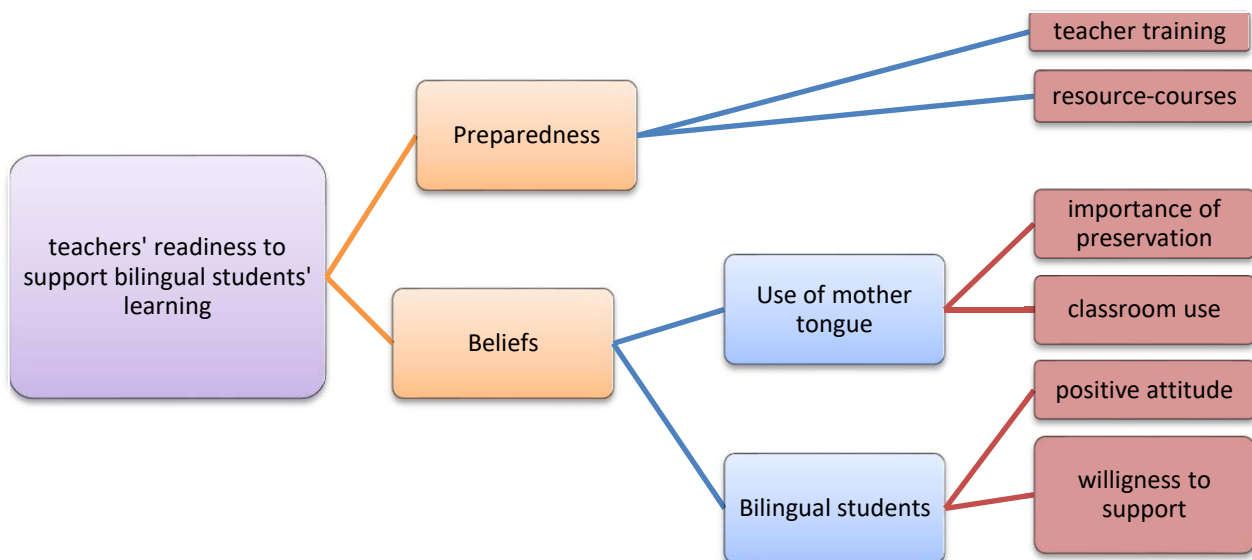 teacher training
resource-courses
Preparedness
teachers' readiness to
support bilingual students'
learning
Beliefs
Use of mother
tongue
importance of
preservation
classroom use
Bilingual students
positive attitude
willigness to
support